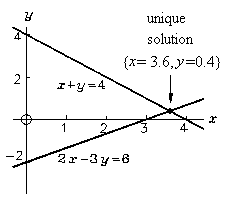 y
unique
solution
{x= 3.6, y=0.4}
4
x+y=4
2
1 2 3 4 x
−2
2x−3y=6